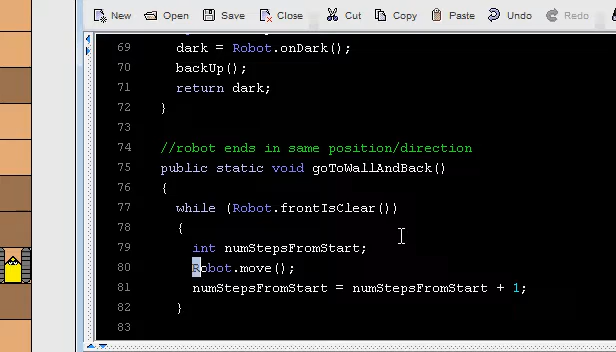 New Open Save Close Cut Copy Paste Undo Redo
69 dark = Robot.onDark();
70 backUp();
71 return dark;
72 }
73
74 //robot ends in same position/direction
75 public static void goToWallAndBack()
76 {
77 while (Robot.frontIsClear())
78 {
79 int numStepsFromStart;
80 Robot.move();
81 numStepsFromStart = numStepsFromStart + 1;
82 }
83